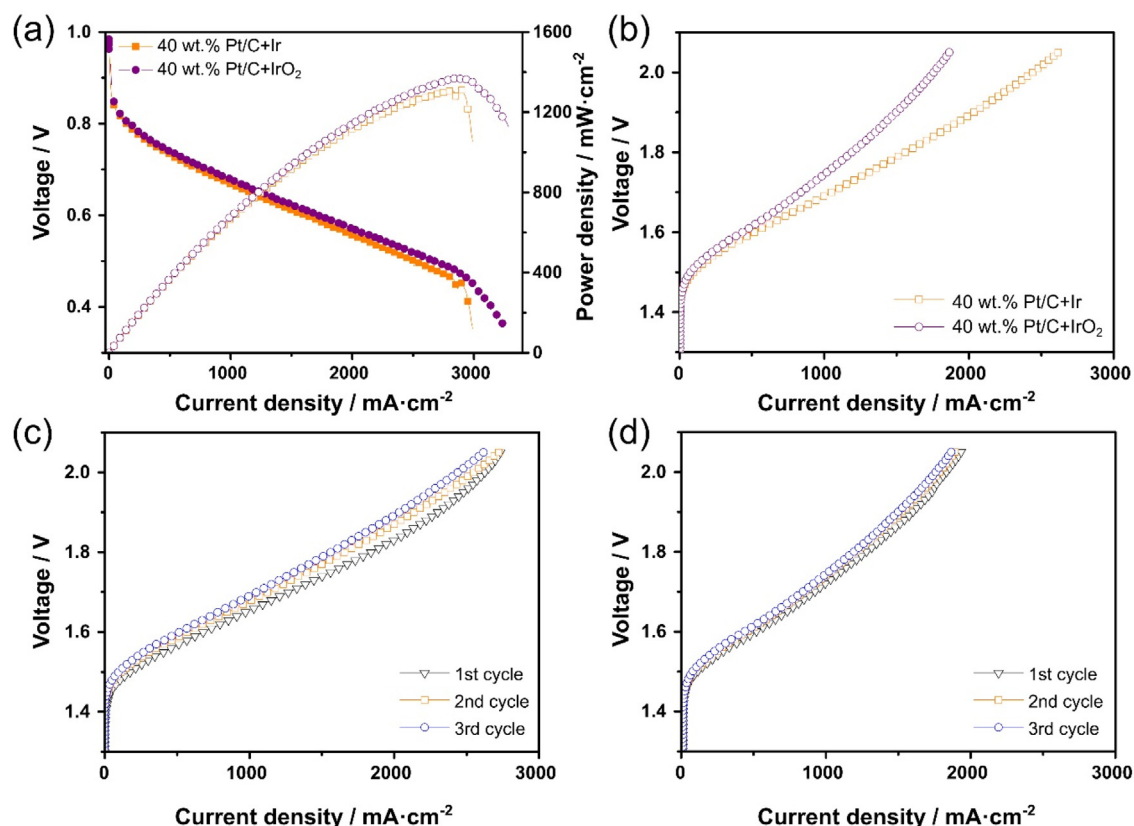 (a)
1.0
0.8
0.6
0.4
Voltage / V
40 wt.% Pt/C+Ir
40 wt.% Pt/C+IrO₂
1600
1200
800
400
0
Power density / mW·cm⁻²
0
1000
2000
3000
Current density / mA·cm⁻²
(b)
2.0
1.8
1.6
1.4
Voltage / V
40 wt.% Pt/C+Ir
40 wt.% Pt/C+IrO₂
0
1000
2000
3000
Current density / mA·cm⁻²
(c)
2.0
1.8
1.6
1.4
Voltage / V
1st cycle
2nd cycle
3rd cycle
0
1000
2000
3000
Current density / mA·cm⁻²
(d)
2.0
1.8
1.6
1.4
Voltage / V
1st cycle
2nd cycle
3rd cycle
0
1000
2000
3000
Current density / mA·cm⁻²